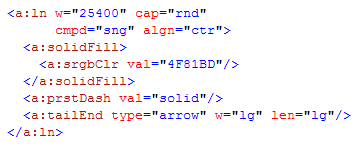 <a:ln w="25400" cap="rnd"
cmpd="sng" algn="ctr">
<a:solidFill>
<a:srgbClr val="4F81BD"/>
</a:solidFill>
<a:prstDash val="solid"/>
<a:tailEnd type="arrow" w="lg" len="lg"/>
</a:ln>